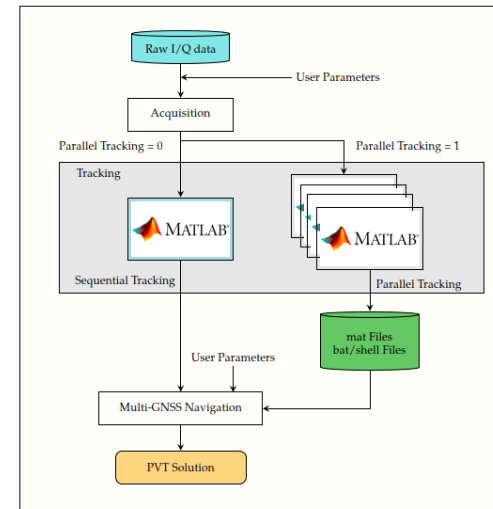 Raw I/Q data
User Parameters
Acquisition
Parallel Tracking = 0
Parallel Tracking = 1
Tracking
MATLAB®
MATLAB®
Sequential Tracking
Parallel Tracking
mat Files
bat/shell Files
User Parameters
Multi-GNSS Navigation
PVT Solution